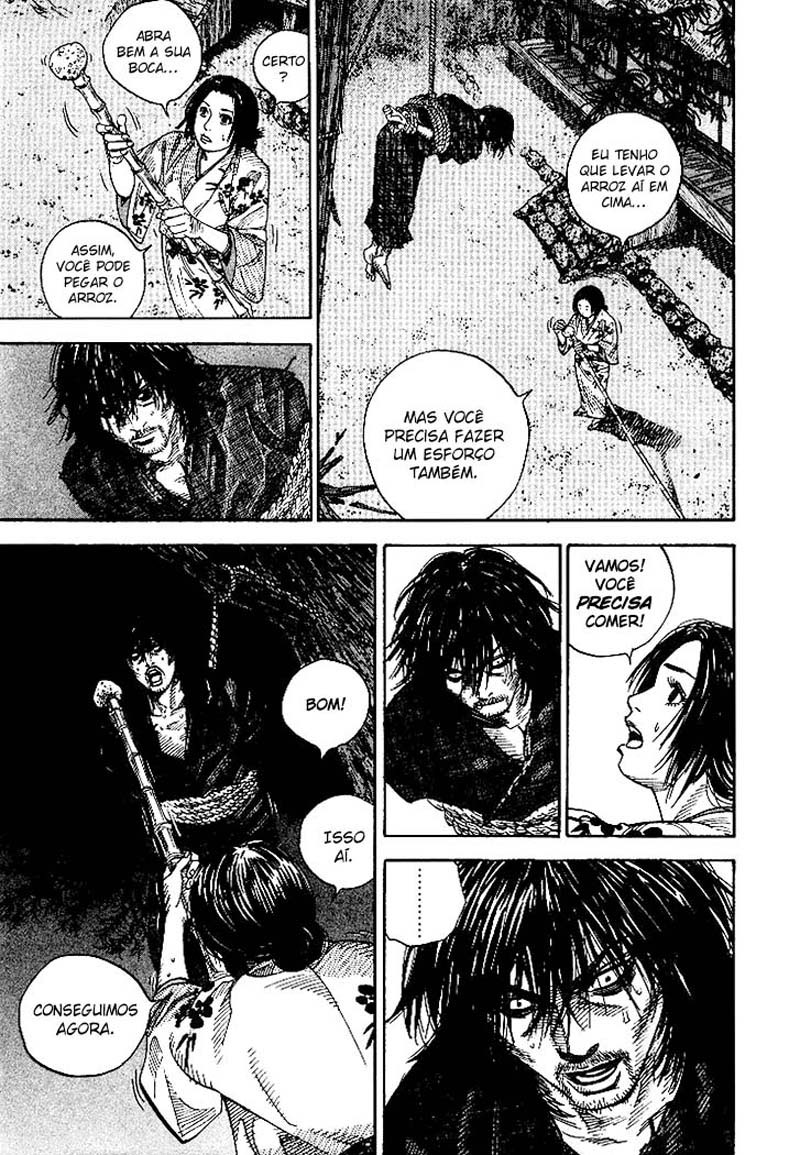 EU TENHO
QUE LEVAR O
ARROZ AÍ EM
CIMA...
MAS VOCÊ
PRECISA FAZER
UM ESFORÇO
TAMBÉM.
CERTO
?
ABRA
BEM A SUA
BOCA...
ASSIM,
VOCÊ PODE
PEGAR O
ARROZ.
VAMOS!
VOCÊ
PRECISA
COMER!
........
BOM!
ISSO
AÍ.
CONSEGUIMOS
AGORA.